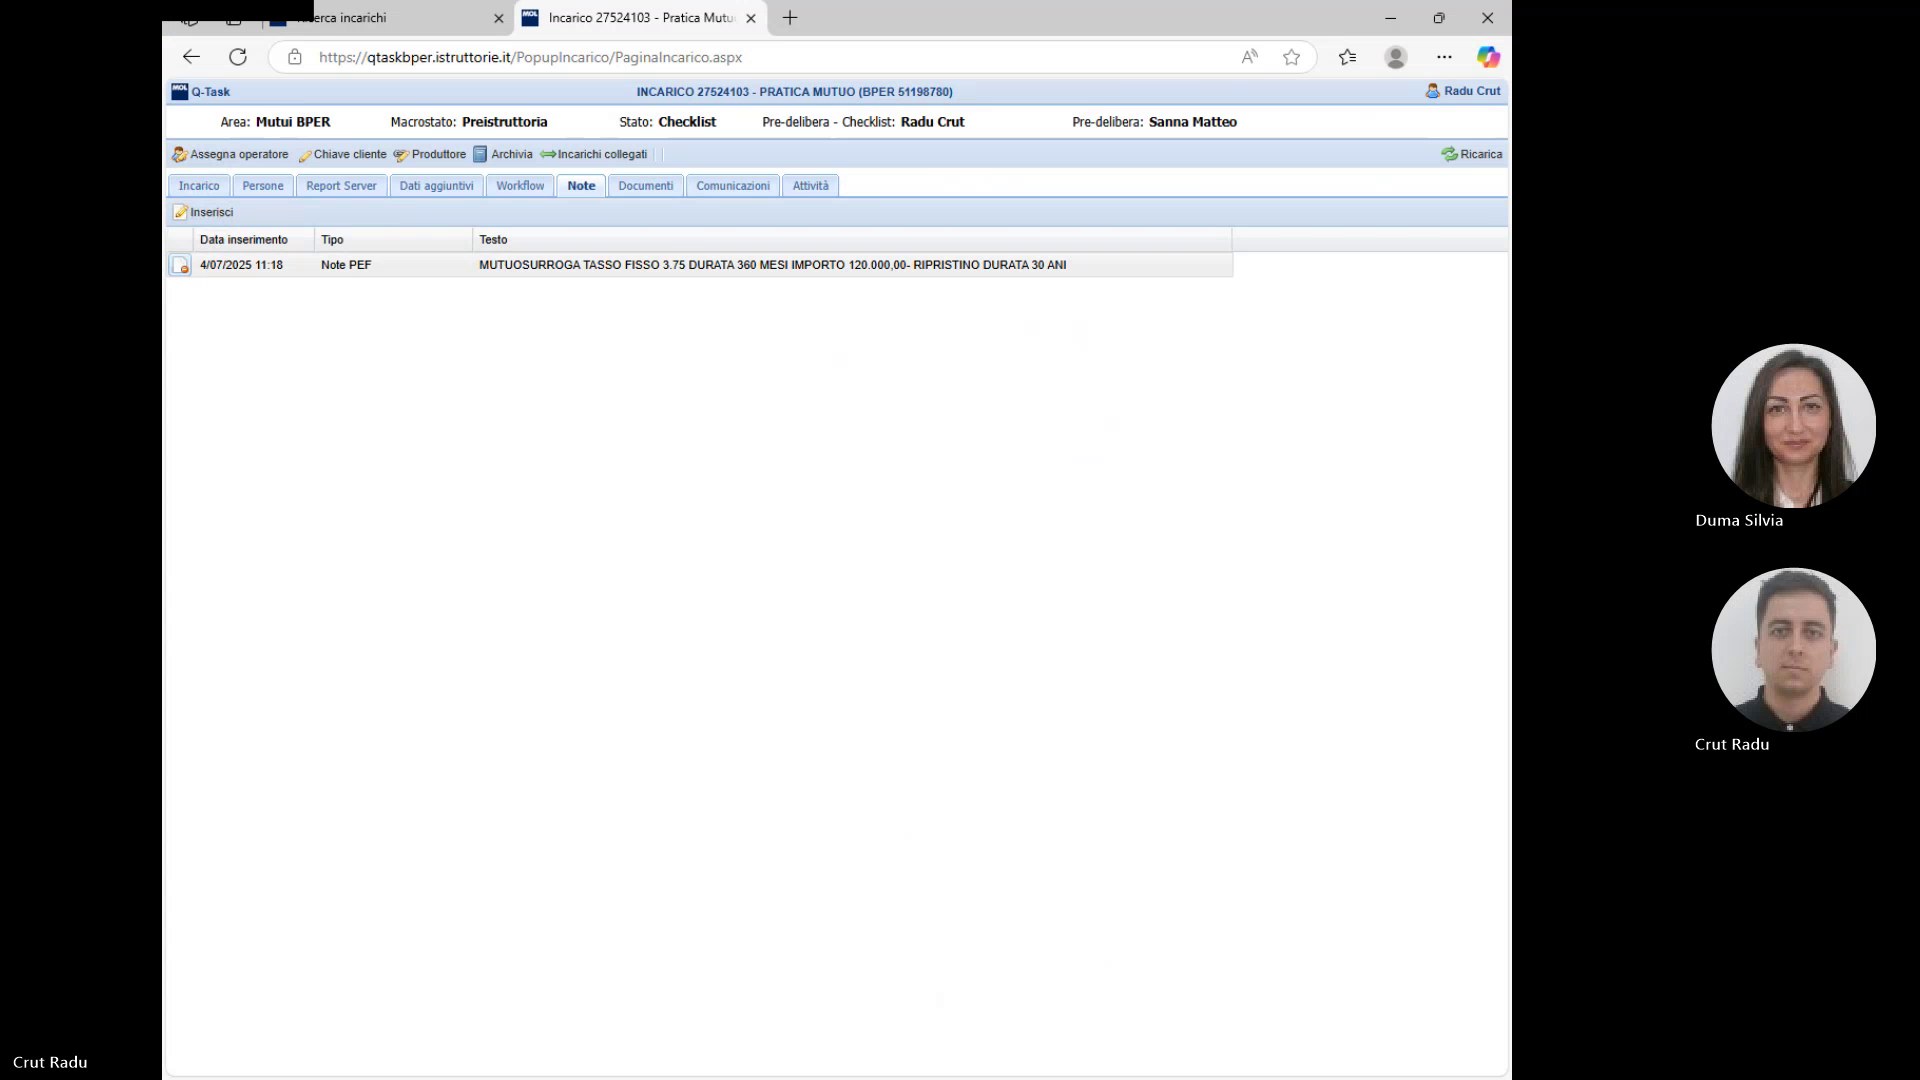 erca incarichi
Incarico 27524103 - Pratica Mutu
https://qtaskbper.istruttorie.it/PopupIncarico/PaginaIncarico.aspx
MOL Q-Task
INCARICO 27524103 - PRATICA MUTUO (BPER 51198780)
Radu Crut
Area: Mutui BPER
Macrostato: Preistruttoria
Stato: Checklist
Pre-delibera - Checklist: Radu Crut
Pre-delibera: Sanna Matteo
Assegna operatore
Chiave cliente
Produttore
Archivia
Incarichi collegati
Ricarica
Incarico
Persone
Report Server
Dati aggiuntivi
Workflow
Note
Documenti
Comunicazioni
Attività
Inserisci
Data inserimento
Tipo
Testo
4/07/2025 11:18
Note PEF
MUTUOSURROGA TASSO FISSO 3.75 DURATA 360 MESI IMPORTO 120.000,00- RIPRISTINO DURATA 30 ANI
Duma Silvia
Crut Radu
Crut Radu